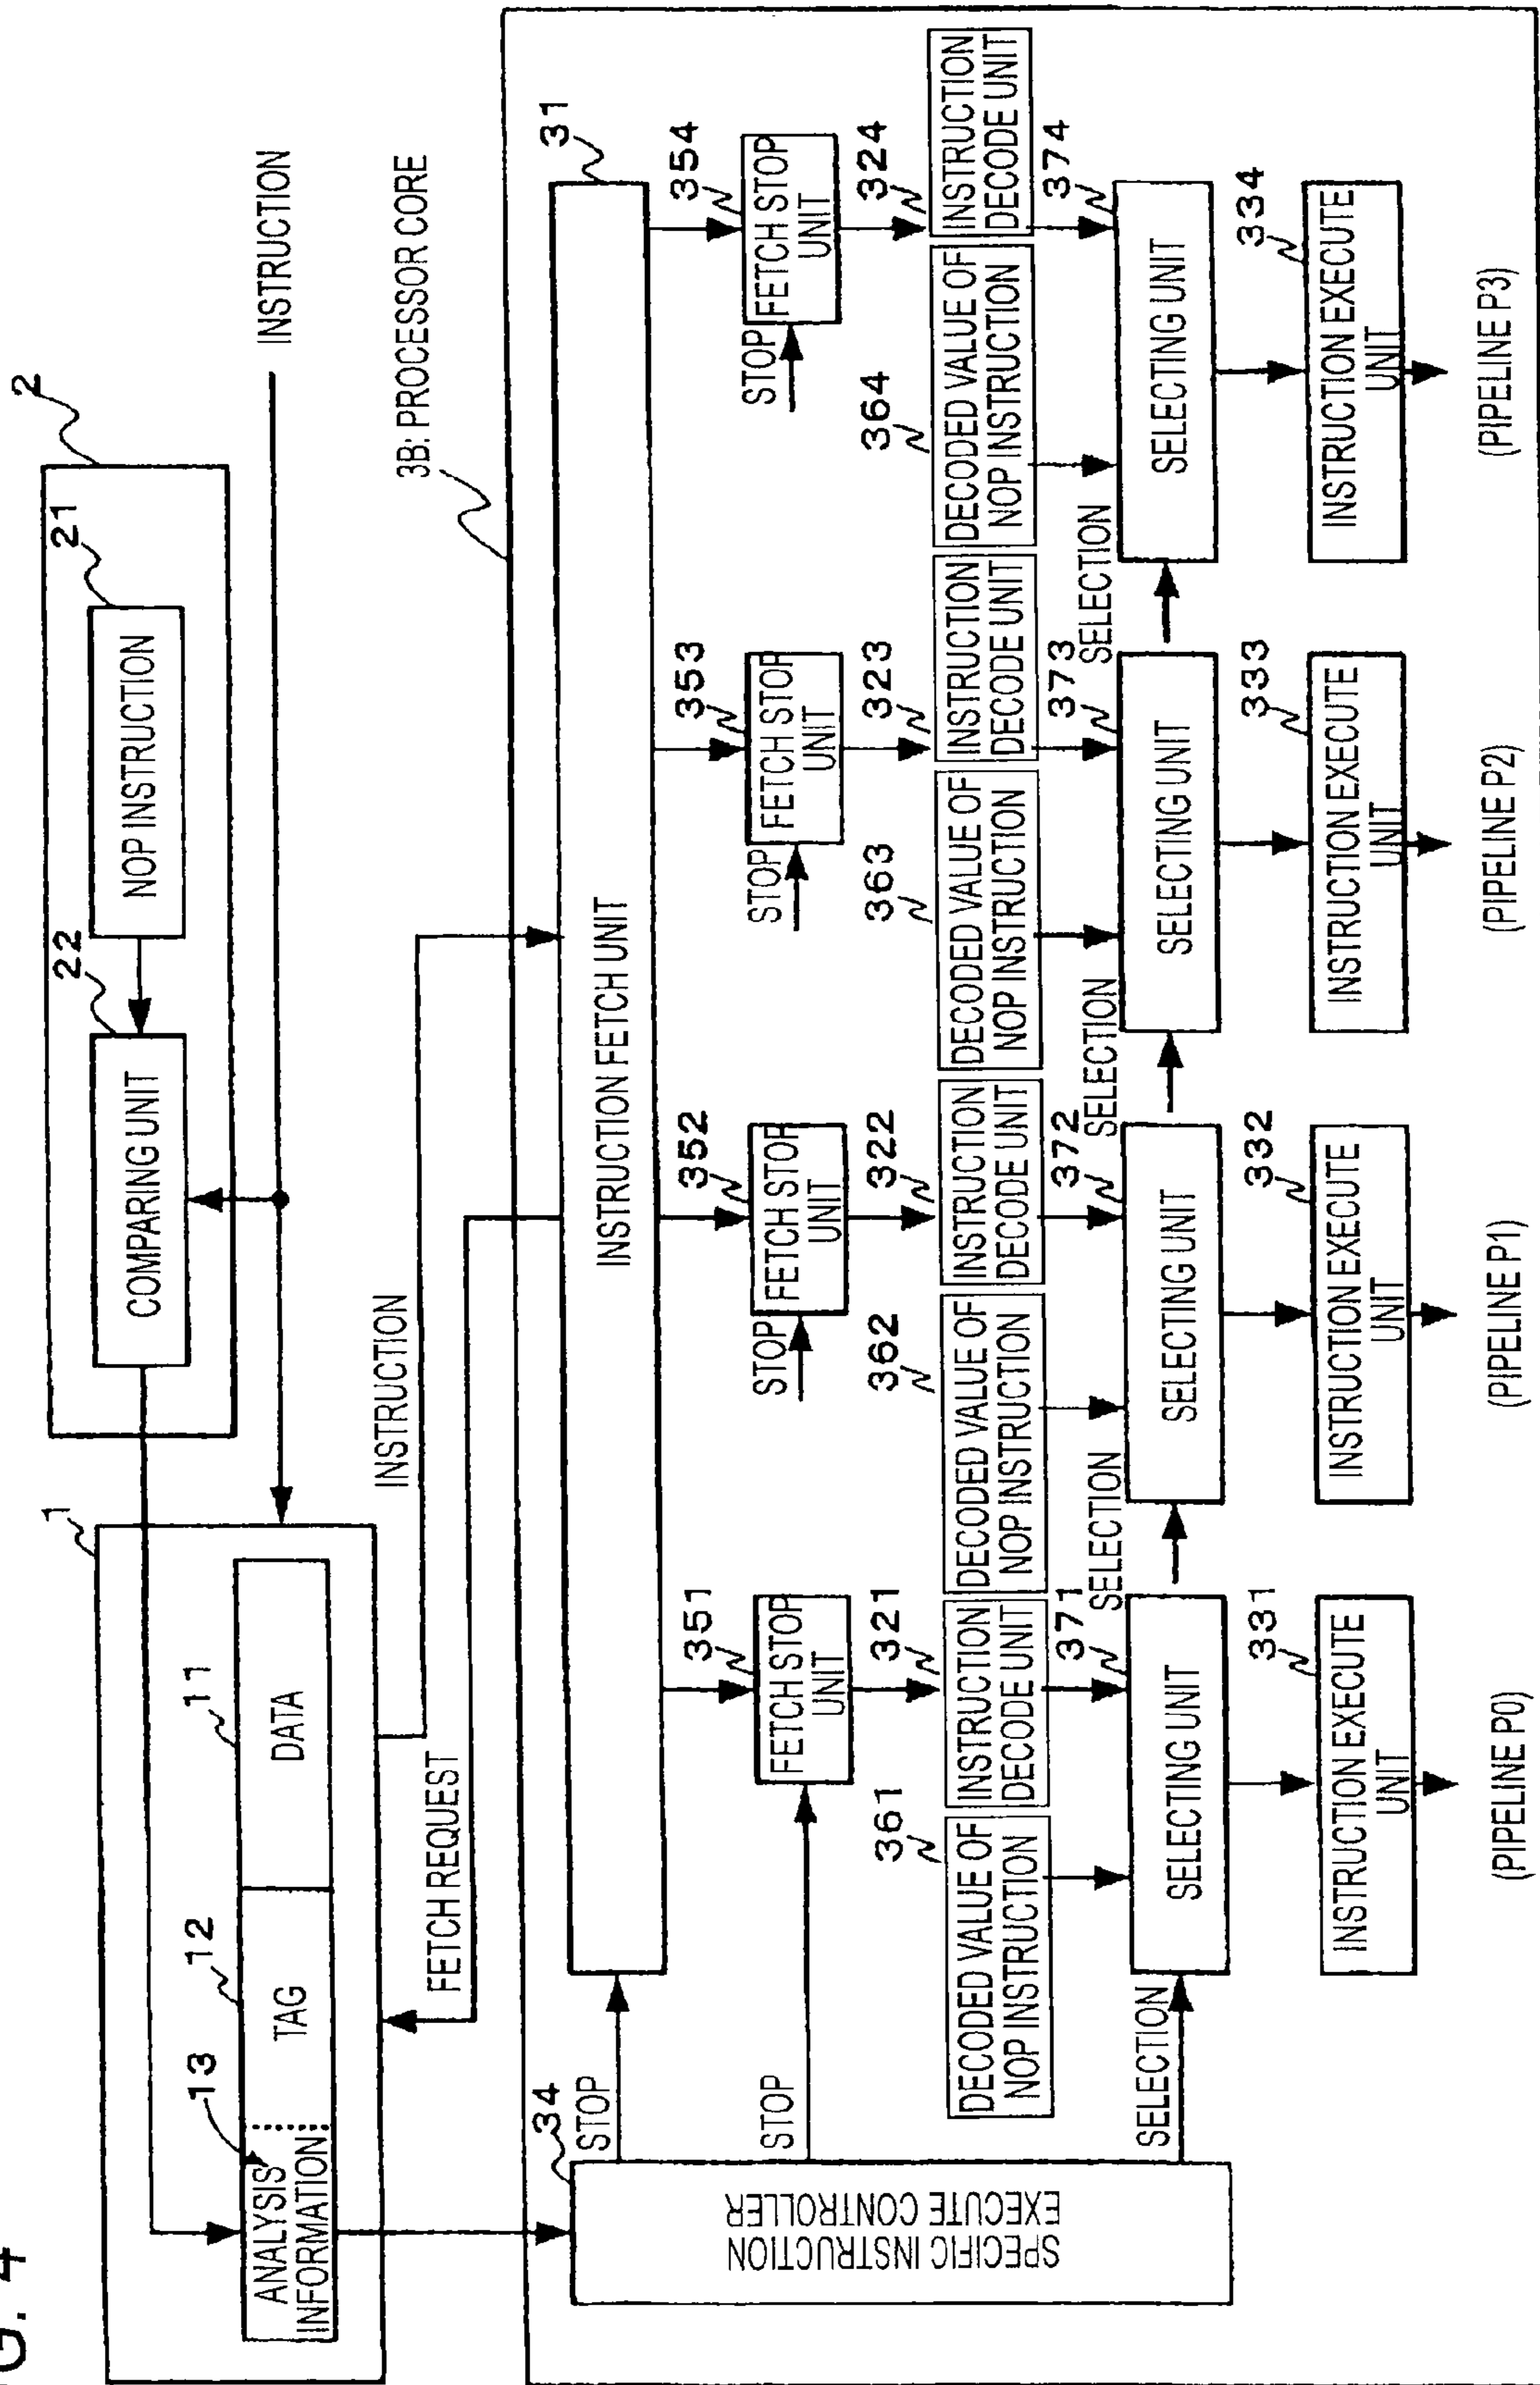 FIG. 4
1
2
21
22
NOP INSTRUCTION
COMPARING UNIT
INSTRUCTION
13
12
11
ANALYSIS
INFORMATION
TAG
DATA
INSTRUCTION
FETCH REQUEST
3B: PROCESSOR CORE
34
SPECIFIC INSTRUCTION
EXECUTE CONTROLLER
STOP
31
INSTRUCTION FETCH UNIT
STOP
351
FETCH STOP
UNIT
STOP
352
FETCH STOP
UNIT
STOP
353
FETCH STOP
UNIT
STOP
354
FETCH STOP
UNIT
361
DECODED VALUE OF
NOP INSTRUCTION
321
INSTRUCTION
DECODE UNIT
362
DECODED VALUE OF
NOP INSTRUCTION
322
INSTRUCTION
DECODE UNIT
363
DECODED VALUE OF
NOP INSTRUCTION
323
INSTRUCTION
DECODE UNIT
364
DECODED VALUE OF
NOP INSTRUCTION
324
INSTRUCTION
DECODE UNIT
SELECTION
371
SELECTING UNIT
SELECTION
372
SELECTING UNIT
SELECTION
373
SELECTING UNIT
SELECTION
374
SELECTING UNIT
331
INSTRUCTION EXECUTE
UNIT
332
INSTRUCTION EXECUTE
UNIT
333
INSTRUCTION EXECUTE
UNIT
334
INSTRUCTION EXECUTE
UNIT
(PIPELINE P0)
(PIPELINE P1)
(PIPELINE P2)
(PIPELINE P3)